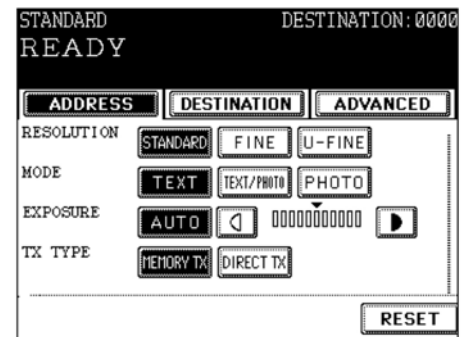 STANDARD DESTINATION:0000
READY
ADDRESS DESTINATION ADVANCED
RESOLUTION STANDARD FINE U-FINE
MODE TEXT TEXT/PHOTO PHOTO
EXPOSURE AUTO
TX TYPE MEMORY TX DIRECT TX
RESET